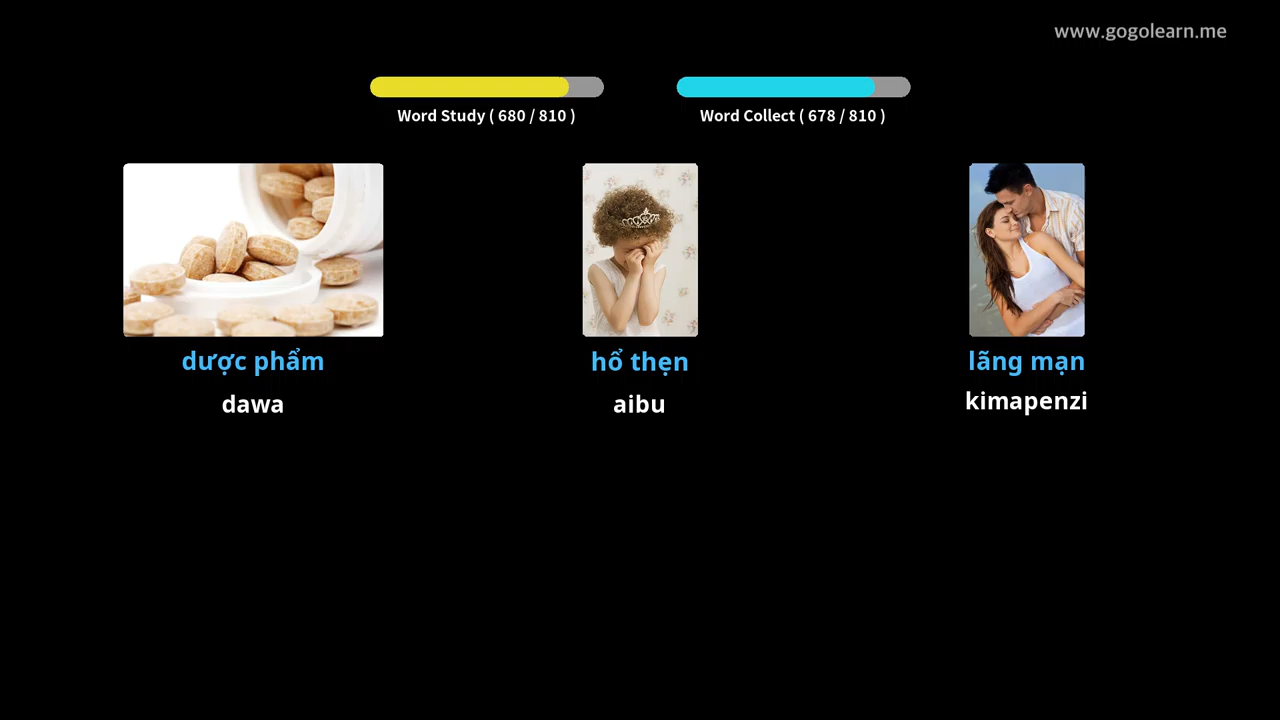 www.gogolearn.me
Word Study ( 680 / 810 )
Word Collect ( 678 / 810 )
dược phẩm
hổ thẹn
lãng mạn
dawa
aibu
kimapenzi